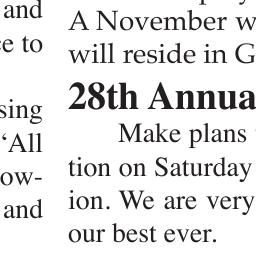 and
ce to
sing
‘All
ow-
and
A November w
will reside in G
28th Annua
Make plans
tion on Saturday
ion. We are very
our best ever.